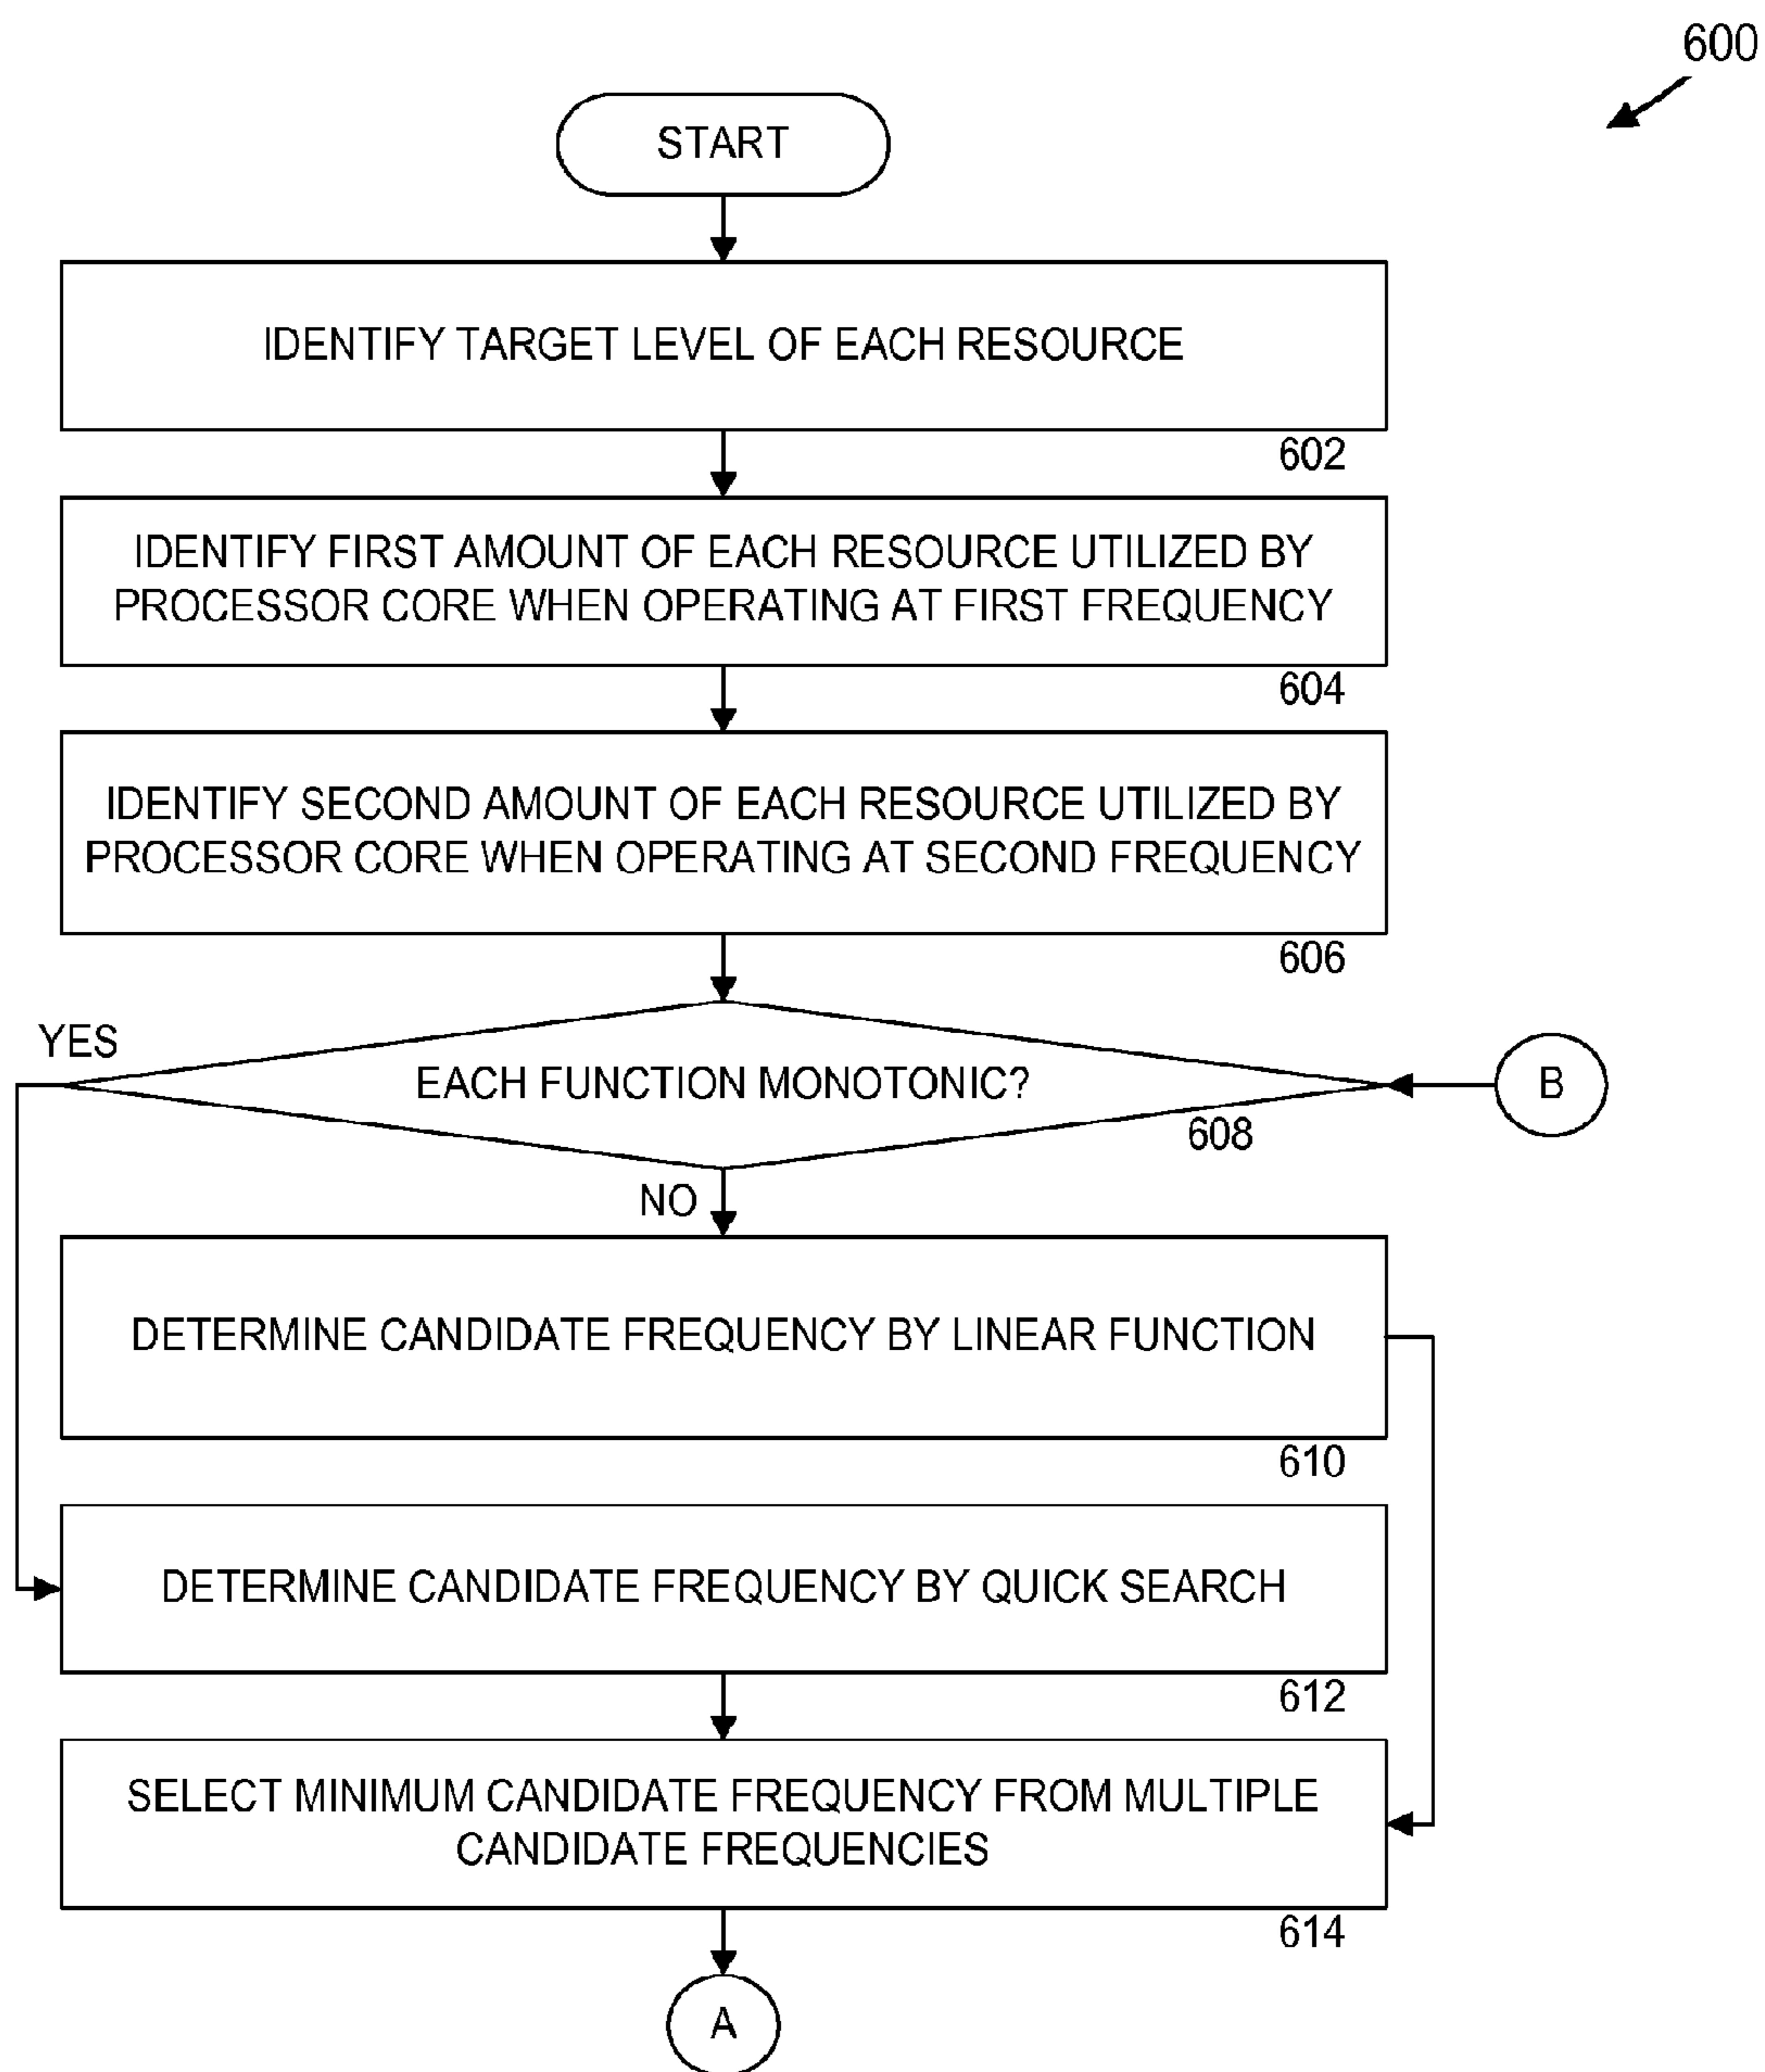 600
START
IDENTIFY TARGET LEVEL OF EACH RESOURCE
602
IDENTIFY FIRST AMOUNT OF EACH RESOURCE UTILIZED BY
PROCESSOR CORE WHEN OPERATING AT FIRST FREQUENCY
604
IDENTIFY SECOND AMOUNT OF EACH RESOURCE UTILIZED BY
PROCESSOR CORE WHEN OPERATING AT SECOND FREQUENCY
606
YES
EACH FUNCTION MONOTONIC?
B
608
NO
DETERMINE CANDIDATE FREQUENCY BY LINEAR FUNCTION
610
DETERMINE CANDIDATE FREQUENCY BY QUICK SEARCH
612
SELECT MINIMUM CANDIDATE FREQUENCY FROM MULTIPLE
CANDIDATE FREQUENCIES
614
A